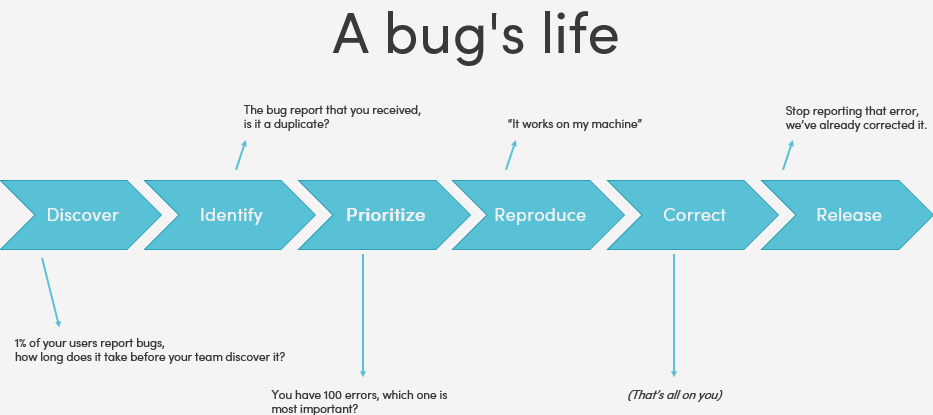 A bug's life
The bug report that you received,
is it a duplicate?
“It works on my machine”
Stop reporting that error,
we’ve already corrected it.
Discover
Identify
Prioritize
Reproduce
Correct
Release
1% of your users report bugs,
how long does it take before your team discover it?
You have 100 errors, which one is
most important?
(That’s all on you)